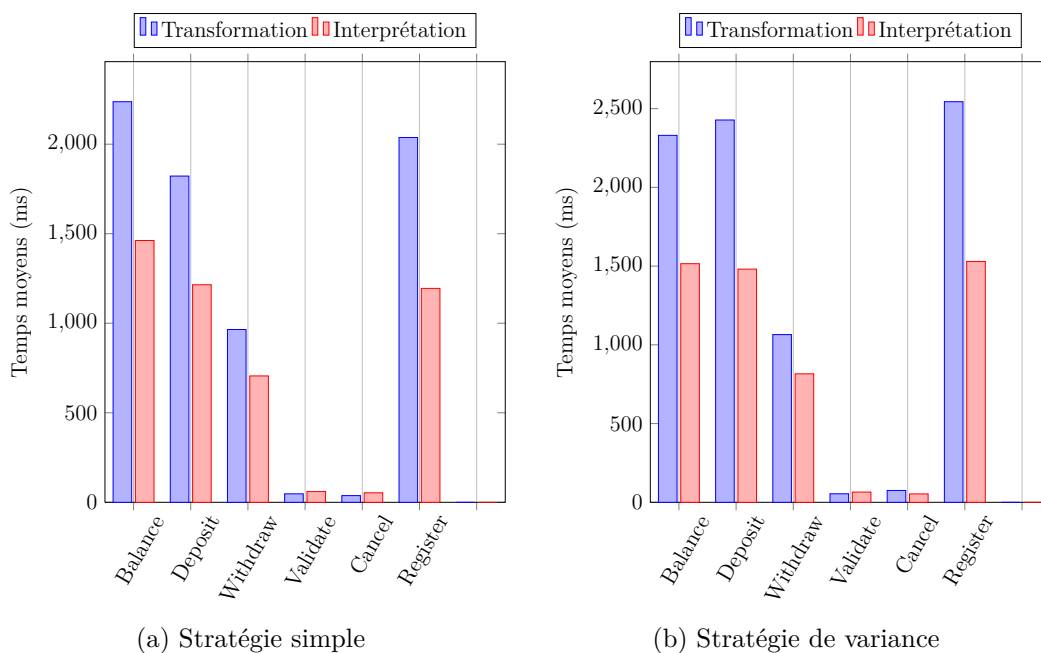 Transformation Interprétation
2,000
1,500
1,000
500
0
Temps moyens (ms)
Balance
Deposit
Withdraw
Validate
Cancel
Register
(a) Stratégie simple
Transformation Interprétation
2,500
2,000
1,500
1,000
500
0
Temps moyens (ms)
Balance
Deposit
Withdraw
Validate
Cancel
Register
(b) Stratégie de variance